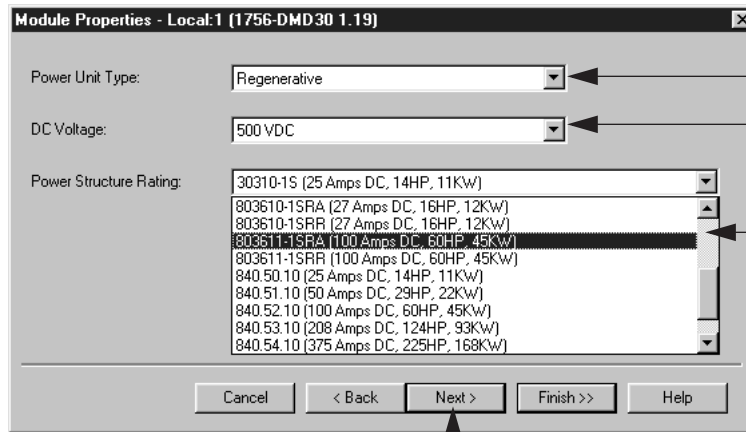 Module Properties - Local:1 (1756-DMD30 1.19)
Power Unit Type:
Regenerative
DC Voltage:
500 VDC
Power Structure Rating:
30310-1S (25 Amps DC, 14HP, 11KW)
803610-1SRA (27 Amps DC, 16HP, 12KW)
803610-1SRR (27 Amps DC, 16HP, 12KW)
803611-1SRA (100 Amps DC, 60HP, 45KW)
803611-1SRR (100 Amps DC, 60HP, 45KW)
840.50.10 (25 Amps DC, 14HP, 11KW)
840.51.10 (50 Amps DC, 29HP, 22KW)
840.52.10 (100 Amps DC, 60HP, 45KW)
840.53.10 (208 Amps DC, 124HP, 93KW)
840.54.10 (375 Amps DC, 225HP, 168KW)
Cancel
< Back
Next >
Finish >>
Help